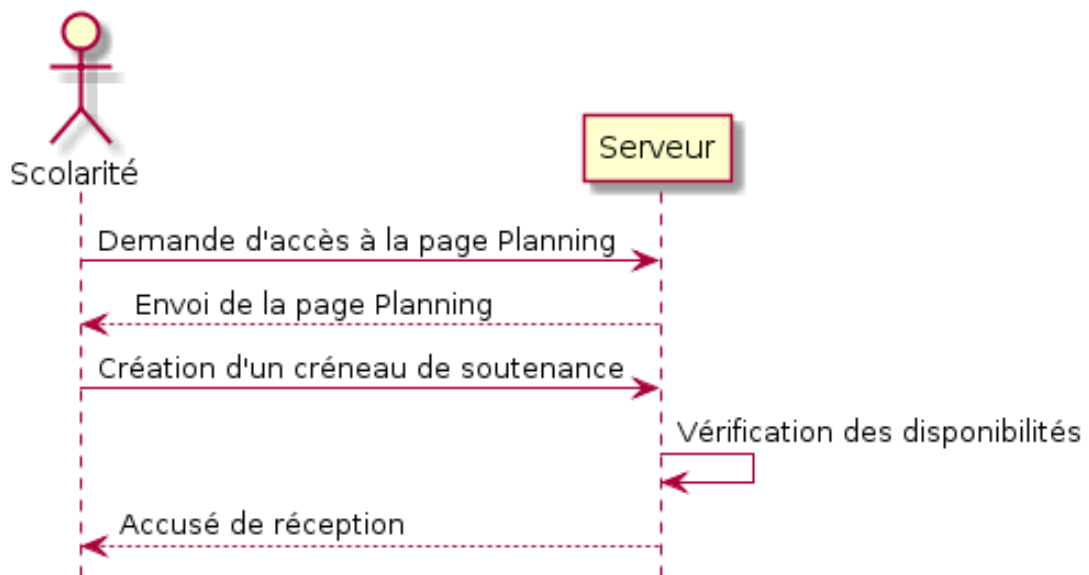 Scolarité
Serveur
Demande d'accès à la page Planning
Envoi de la page Planning
Création d'un créneau de soutenance
Vérification des disponibilités
Accusé de réception